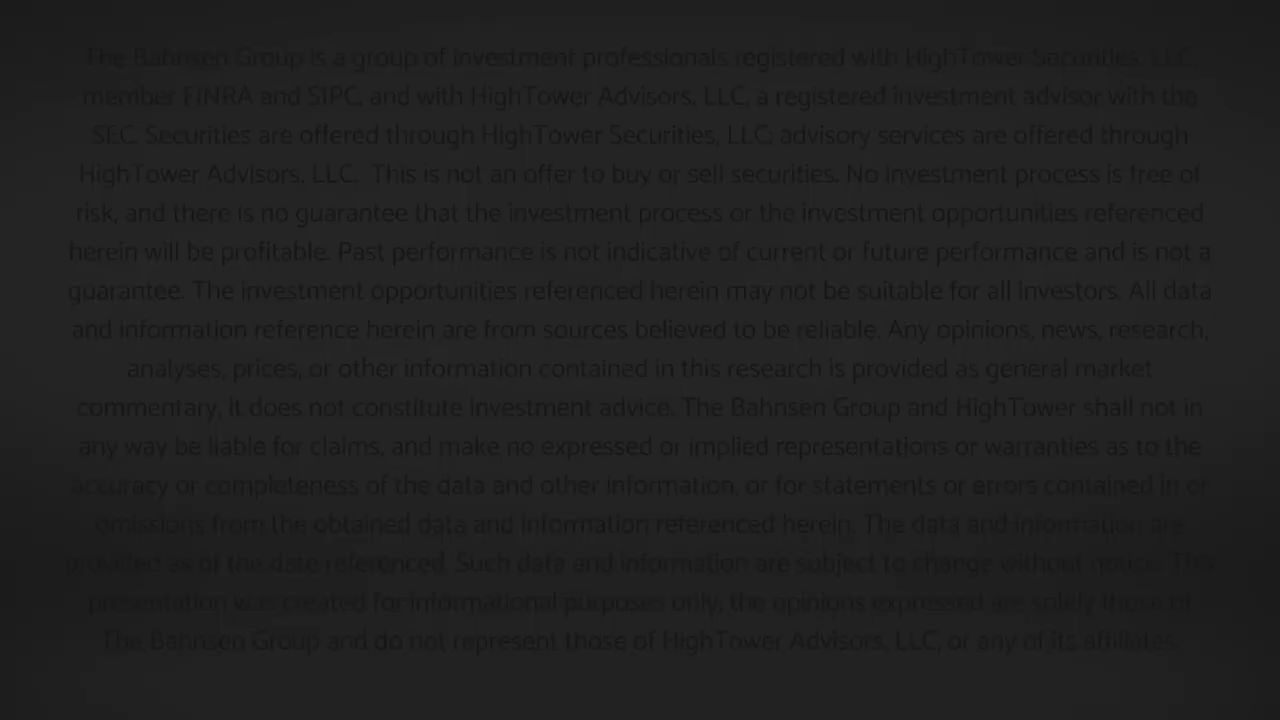 The Bahnsen Group is a group of investment professionals registered with HighTower Securities, LLC,
member FINRA and SIPC, and with HighTower Advisors, LLC, a registered investment advisor with the
SEC. Securities are offered through HighTower Securities, LLC; advisory services are offered through
HighTower Advisors, LLC. This is not an offer to buy or sell securities. No investment process is free of
risk, and there is no guarantee that the investment process or the investment opportunities referenced
herein will be profitable. Past performance is not indicative of current or future performance and is not a
guarantee. The investment opportunities referenced herein may not be suitable for all investors. All data
and information reference herein are from sources believed to be reliable. Any opinions, news, research,
analyses, prices, or other information contained in this research is provided as general market
commentary, it does not constitute investment advice. The Bahnsen Group and HighTower shall not in
any way be liable for claims, and make no expressed or implied representations or warranties as to the
accuracy or completeness of the data and other information, or for statements or errors contained in or
omissions from the obtained data and information referenced herein. The data and information are
provided as of the date referenced. Such data and information are subject to change without notice. This
presentation was created for informational purposes only, the opinions expressed are solely those of
The Bahnsen Group and do not represent those of HighTower Advisors, LLC, or any of its affiliates.